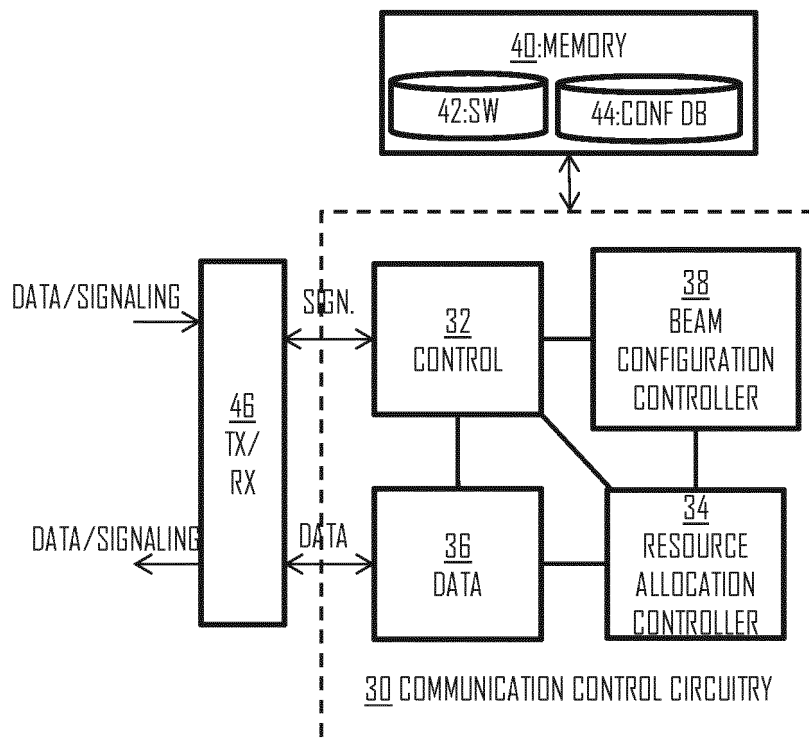 40:MEMORY
42:SW
44:CONF DB
DATA/SIGNALING
SIGN.
32
CONTROL
38
BEAM
CONFIGURATION
CONTROLLER
46
TX/
RX
DATA/SIGNALING
DATA
36
DATA
34
RESOURCE
ALLOCATION
CONTROLLER
30 COMMUNICATION CONTROL CIRCUITRY